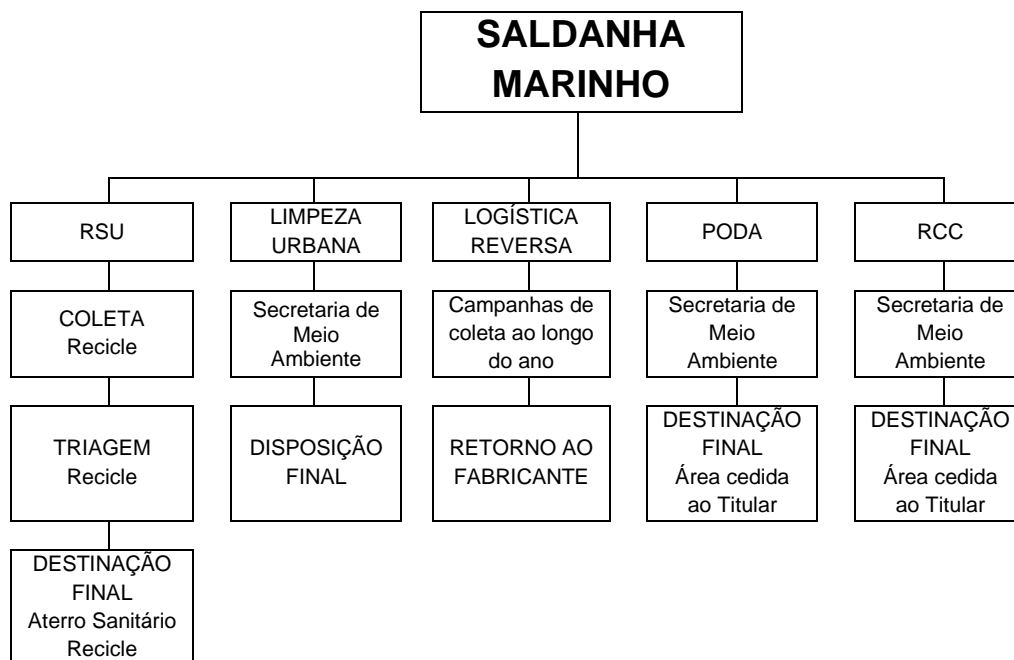 SALDANHA
MARINHO
RSU
LIMPEZA
URBANA
LOGÍSTICA
REVERSA
PODA
RCC
COLETA
Recicle
Secretaria de
Meio
Ambiente
Campanhas de
coleta ao longo
do ano
Secretaria de
Meio
Ambiente
Secretaria de
Meio
Ambiente
TRIAGEM
Recicle
DISPOSIÇÃO
FINAL
RETORNO AO
FABRICANTE
DESTINAÇÃO
FINAL
Área cedida
ao Titular
DESTINAÇÃO
FINAL
Área cedida
ao Titular
DESTINAÇÃO
FINAL
Aterro Sanitário
Recicle